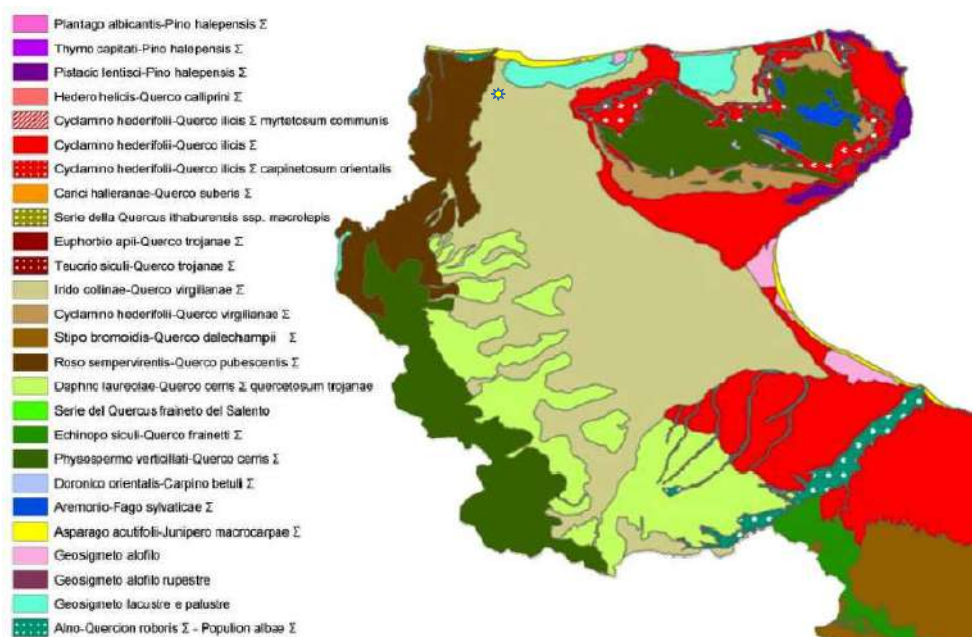 Plantago albicantis-Pino halepensis Σ
Thymo capitati-Pino halepensis Σ
Pistacio lentisci-Pino halepensis Σ
Hedero helicis-Querco calliprini Σ
Cyclamino hederifolii-Querco ilicis Σ myrtetosum communis
Cyclamino hederifolii-Querco ilicis Σ
Cyclamino hederifolii-Querco ilicis Σ carpinetosum orientalis
Carici halleranae-Querco suberis Σ
Serie della Quercus ithaburensis ssp. macrolepis
Euphorbio apii-Querco trojanae Σ
Teucrio siculi-Querco trojanae Σ
Irido collinae-Querco virgilianae Σ
Cyclamino hederifolii-Querco virgilianae Σ
Stipo bromoidis-Querco dalechampii Σ
Roso sempervirentis-Querco pubescentis Σ
Daphno laureolae-Querco cerris Σ quercetosum trojanae
Serie del Quercus fraineto del Salento
Echinopo siculi-Querco frainetti Σ
Physospermo verticillati-Querco cerris Σ
Doronico orientalis-Carpino betuli Σ
Aremonio-Fago sylvaticae Σ
Asparago acutifolii-Junipero macrocarpae Σ
Geosigmeto alofilo
Geosigmeto alofilo rupestre
Geosigmeto lacustre e palustre
Alno-Quercion roboris Σ - Populion albae Σ